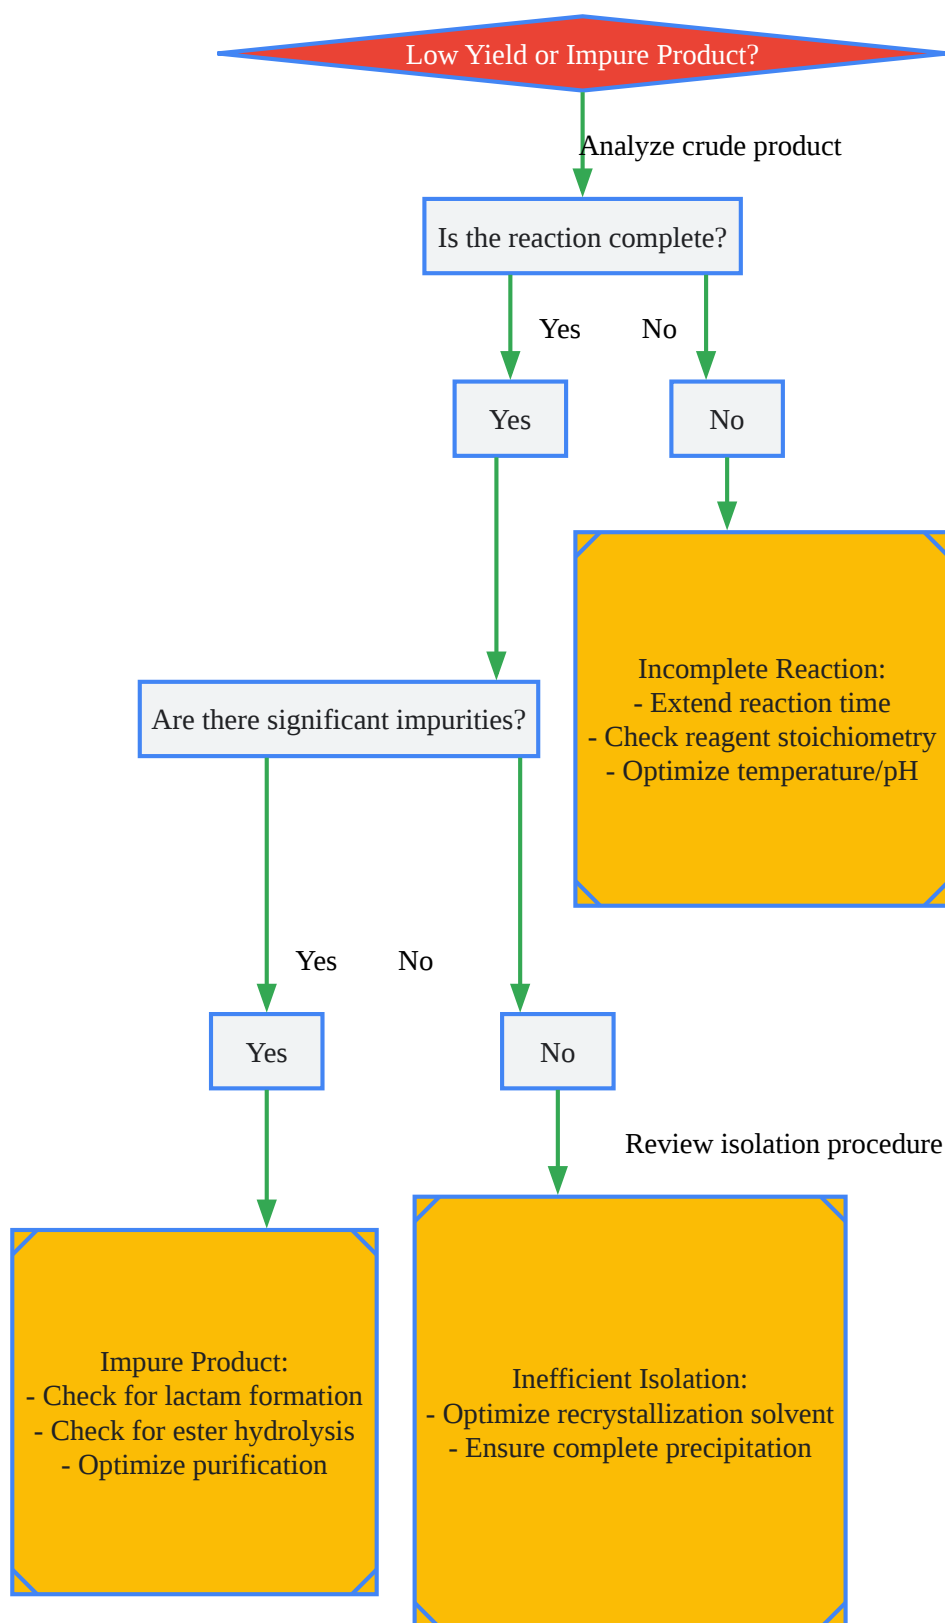 Low Yield or Impure Product?
Analyze crude product
Is the reaction complete?
Yes
No
Yes
No
Incomplete Reaction:
- Extend reaction time
- Check reagent stoichiometry
- Optimize temperature/pH
Are there significant impurities?
Yes
No
Yes
No
Review isolation procedure
Impure Product:
- Check for lactam formation
- Check for ester hydrolysis
- Optimize purification
Inefficient Isolation:
- Optimize recrystallization solvent
- Ensure complete precipitation